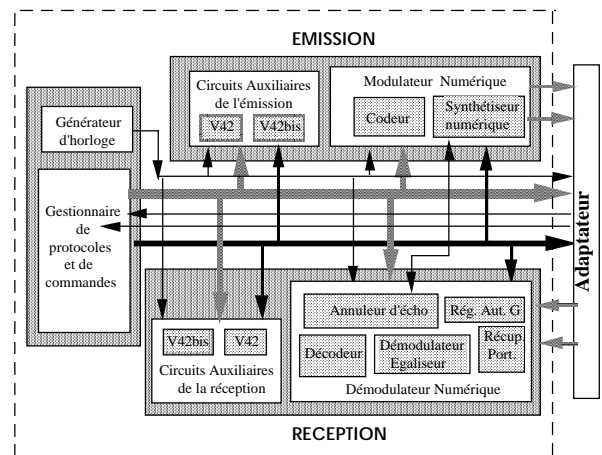 EMISSION
Circuits Auxiliaires
de l'émission
V42
V42bis
Modulateur Numérique
Codeur
Synthétiseur
numérique
Générateur
d'horloge
Gestionnaire
de
protocoles
et de
commandes
Adaptateur
Annuleur d'écho
Rég. Aut. G
Décodeur
Démodulateur
Egaliseur
Récup.
Port.
Démodulateur Numérique
V42bis
V42
Circuits Auxiliaires
de la réception
RECEPTION